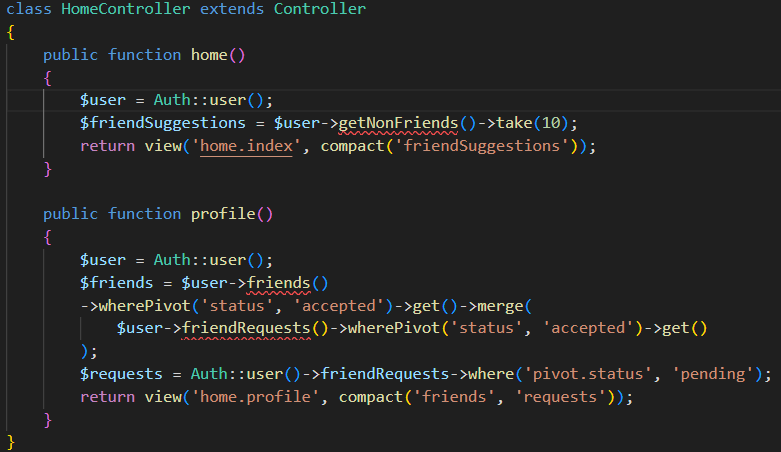 class HomeController extends Controller
{
    public function home()
    {
        $user = Auth::user();
        $friendSuggestions = $user->getNonFriends()->take(10);
        return view('home.index', compact('friendSuggestions'));
    }

    public function profile()
    {
        $user = Auth::user();
        $friends = $user->friends()
        ->wherePivot('status', 'accepted')->get()->merge(
            $user->friendRequests()->wherePivot('status', 'accepted')->get()
        );
        $requests = Auth::user()->friendRequests->where('pivot.status', 'pending');
        return view('home.profile', compact('friends', 'requests'));
    }
}